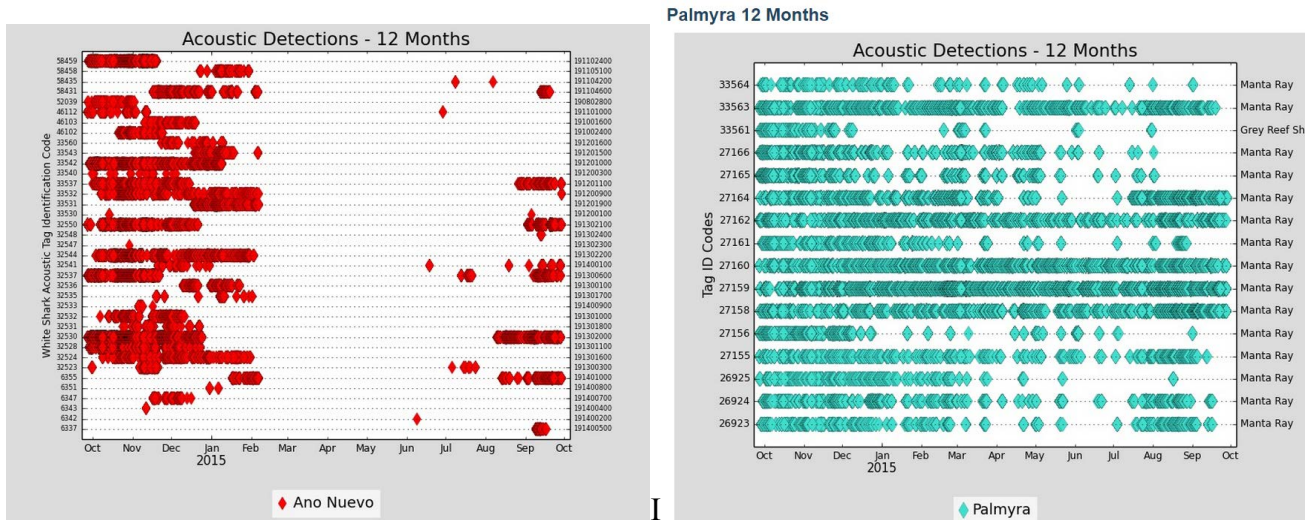 Acoustic Detections - 12 Months
White Shark Acoustic Tag Identification Code
58459 191102400
58458 191105100
58435 191104200
58431 191104600
52039 190802800
46112 191101000
46103 191001600
46102 191002400
33560 191201600
33543 191201500
33542 191201000
33540 191200300
33537 191201100
33532 191200900
33531 191201900
33530 191200100
32550 191302100
32548 191302400
32547 191302300
32544 191302200
32541 191400100
32537 191300600
32536 191300100
32535 191301700
32533 191400900
32532 191301000
32531 191301800
32530 191302000
32528 191301100
32524 191301600
32523 191300300
6355 191401000
6351 191400800
6347 191400700
6343 191400400
6342 191400200
6337 191400500
Oct Nov Dec Jan Feb Mar Apr May Jun Jul Aug Sep Oct
2015
Ano Nuevo
I
Palmyra 12 Months
Acoustic Detections - 12 Months
Tag ID Codes
33564 Manta Ray
33563 Manta Ray
33561 Grey Reef Sh
27166 Manta Ray
27165 Manta Ray
27164 Manta Ray
27162 Manta Ray
27161 Manta Ray
27160 Manta Ray
27159 Manta Ray
27158 Manta Ray
27156 Manta Ray
27155 Manta Ray
26925 Manta Ray
26924 Manta Ray
26923 Manta Ray
Oct Nov Dec Jan Feb Mar Apr May Jun Jul Aug Sep Oct
2015
Palmyra